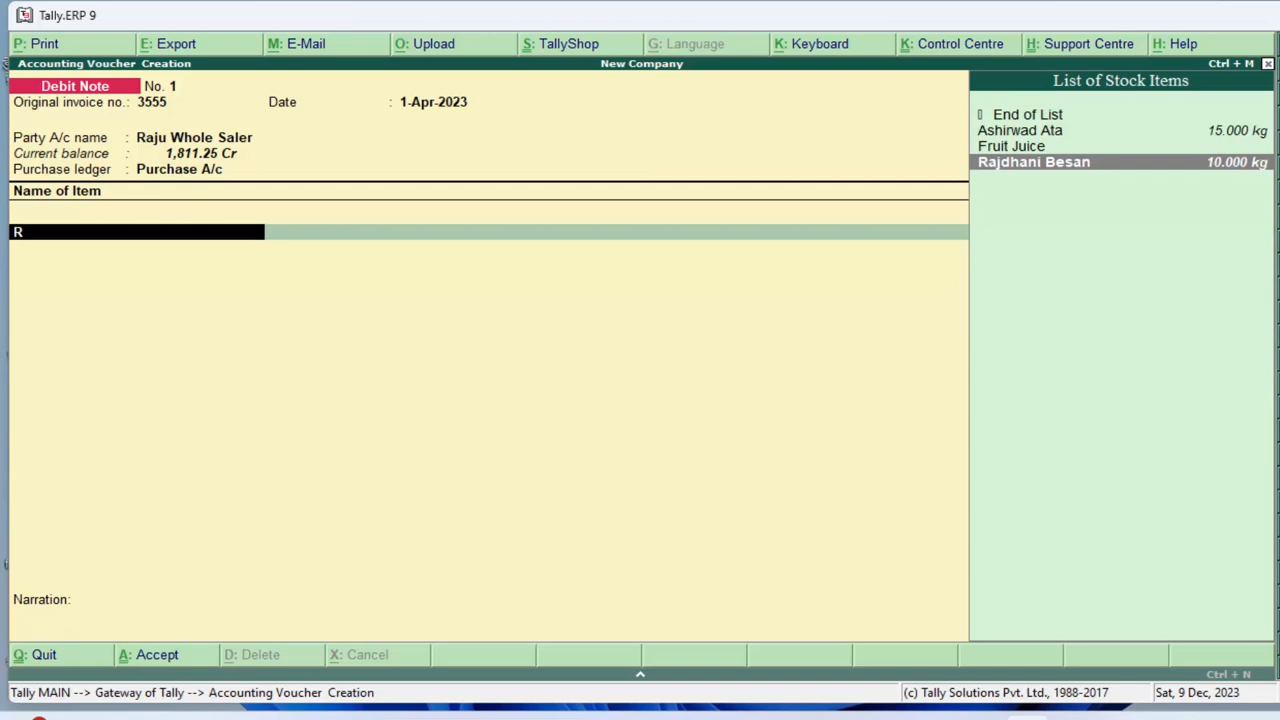 Tally.ERP 9
P: Print E: Export M: E-Mail O: Upload S: TallyShop G: Language K: Keyboard K: Control Centre H: Support Centre H: Help
Accounting Voucher Creation New Company Ctrl + M
Debit Note No. 1
Original invoice no.: 3555 Date : 1-Apr-2023
Party A/c name : Raju Whole Saler
Current balance : 1,811.25 Cr
Purchase ledger : Purchase A/c
Name of Item
R
List of Stock Items
End of List
Ashirwad Ata 15.000 kg
Fruit Juice
Rajdhani Besan 10.000 kg
Narration:
Q: Quit A: Accept D: Delete X: Cancel
Ctrl + N
Tally MAIN --> Gateway of Tally --> Accounting Voucher Creation (c) Tally Solutions Pvt. Ltd., 1988-2017 Sat, 9 Dec, 2023